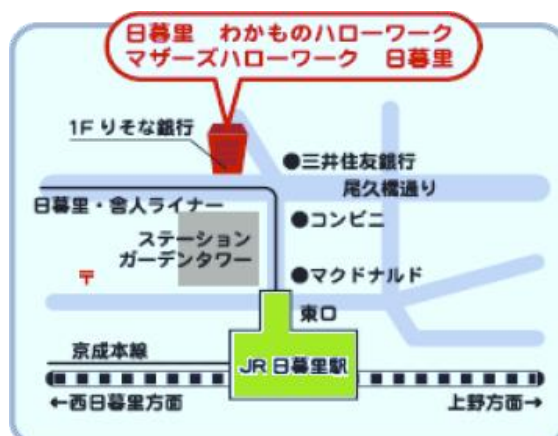 日暮里　わかものハローワーク
マザーズハローワーク　日暮里
1Fりそな銀行
●三井住友銀行
尾久橋通り
日暮里・舎人ライナー
●コンビニ
ステーション
ガーデンタワー
〒
●マクドナルド
東口
京成本線
JR日暮里駅
←西日暮里方面
上野方面→